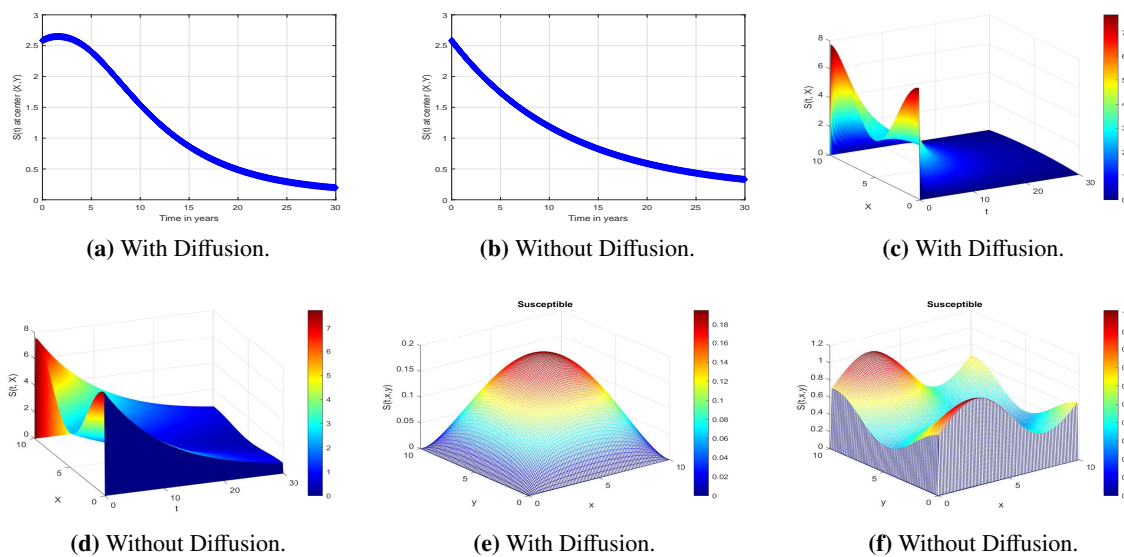 3
2.5
2
1.5
1
0.5
0
S(t) at center (X,Y)
0 5 10 15 20 25 30
Time in years
(a) With Diffusion.
3
2.5
2
1.5
1
0.5
0
S(t) at center (X,Y)
0 5 10 15 20 25 30
Time in years
(b) Without Diffusion.
8
6
4
2
0
S(t, X)
10 5 0
X
0 10 20 30
t
(c) With Diffusion.
8
6
4
2
0
S(t, X)
10 5 0
X
0 10 20 30
t
7
6
5
4
3
2
1
0
(d) Without Diffusion.
Susceptible
0.2
0.15
0.1
0.05
0
S(t,x,y)
10 5 0
y
0 5 10
x
0.18
0.16
0.14
0.12
0.1
0.08
0.06
0.04
0.02
0
(e) With Diffusion.
Susceptible
1.2
1
0.8
0.6
0.4
0.2
0
S(t,x,y)
10 5 0
y
0 5 10
x
(f) Without Diffusion.